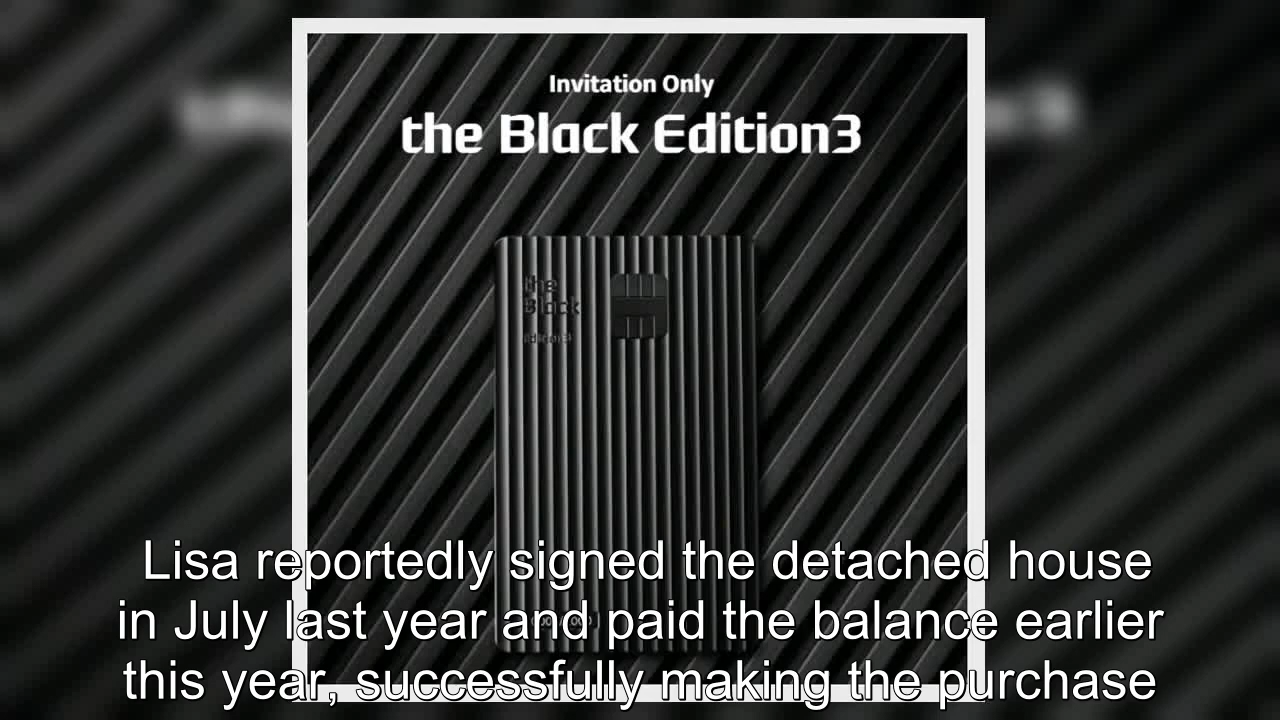 Invitation Only
the Black Edition3
the
Black
Edition3
Lisa reportedly signed the detached house
in July last year and paid the balance earlier
this year, successfully making the purchase